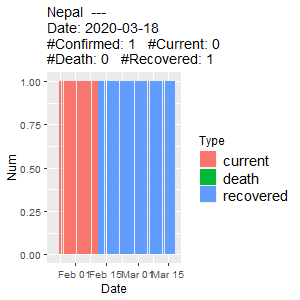 Nepal ---
Date: 2020-03-18
#Confirmed: 1 #Current: 0
#Death: 0 #Recovered: 1
1.00
0.75
0.50
0.25
0.00
Num
Feb 01 Feb 15 Mar 01 Mar 15
Date
Type
current
death
recovered